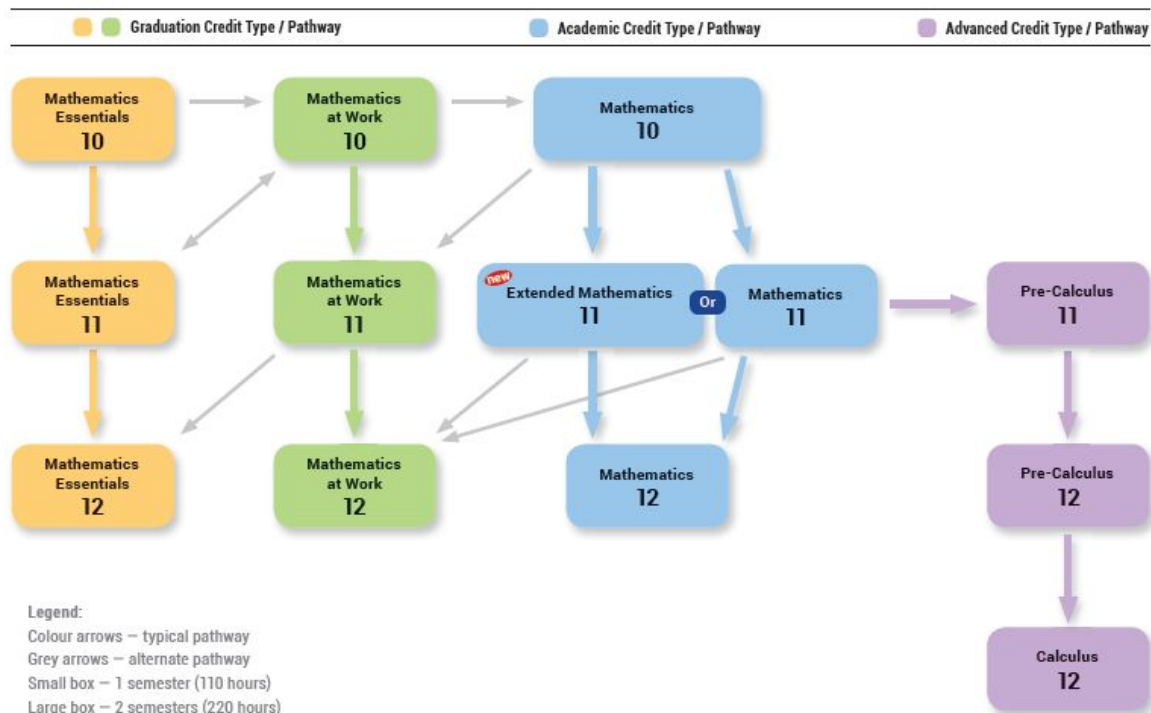 Graduation Credit Type / Pathway
Academic Credit Type / Pathway
Advanced Credit Type / Pathway
Mathematics
Essentials
10
Mathematics
at Work
10
Mathematics
10
Mathematics
Essentials
11
Mathematics
at Work
11
new
Extended Mathematics
11
Or
Mathematics
11
Pre-Calculus
11
Mathematics
Essentials
12
Mathematics
at Work
12
Mathematics
12
Pre-Calculus
12
Calculus
12
Legend:
Colour arrows — typical pathway
Grey arrows — alternate pathway
Small box — 1 semester (110 hours)
Large box — 2 semesters (220 hours)